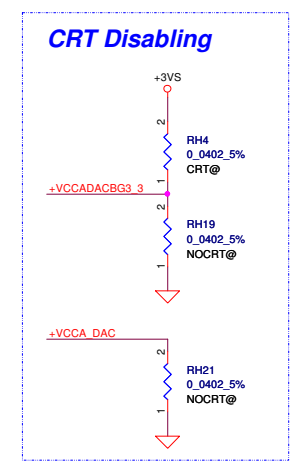 CRT Disabling
+3VS
2
RH4
0_0402_5%
CRT@
1
+VCCADACBG3_3
2
RH19
0_0402_5%
NOCRT@
1
+VCCA_DAC
2
RH21
0_0402_5%
NOCRT@
1